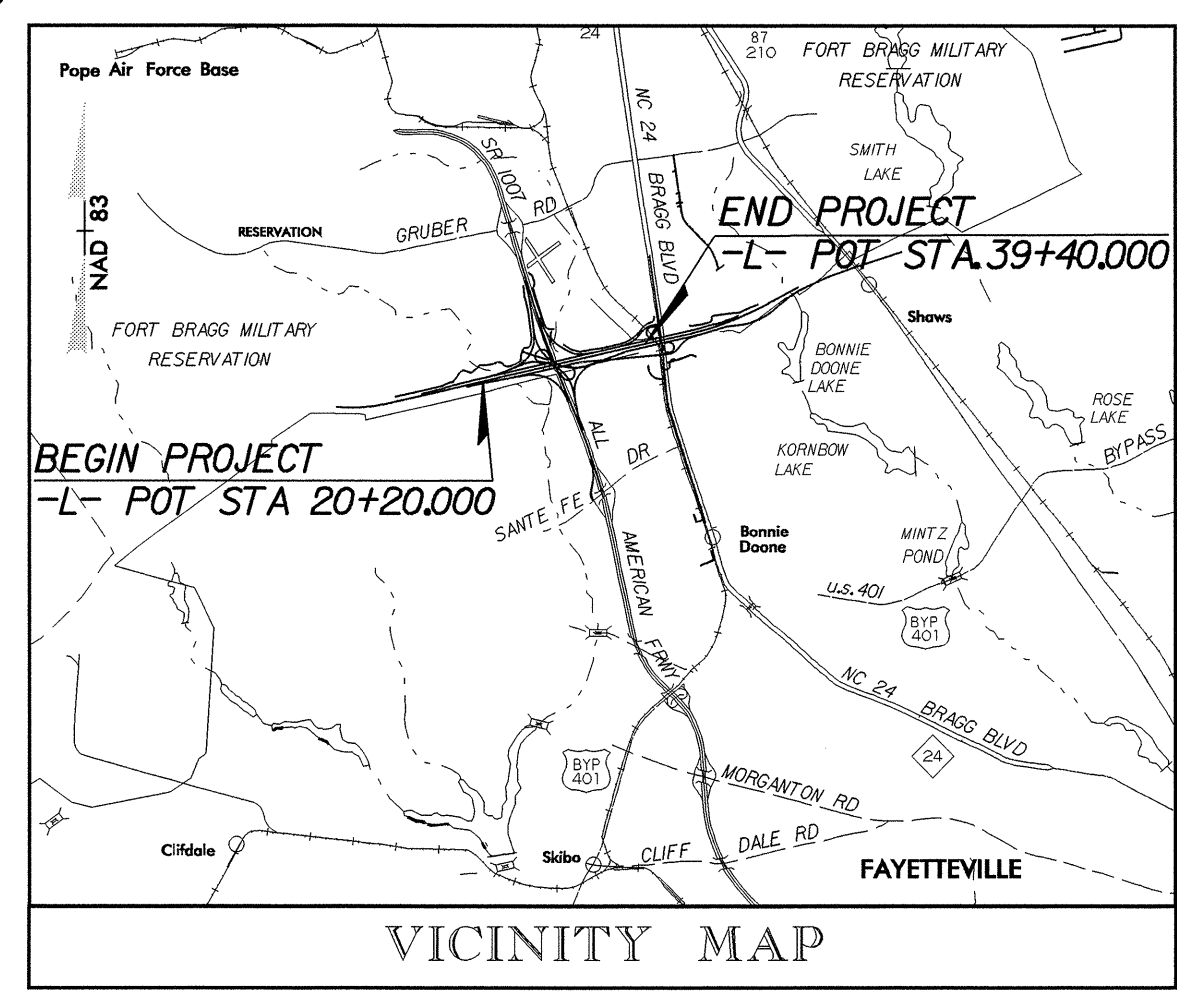 24
87
210
FORT BRAGG MILITARY
RESERVATION
Pope Air Force Base
NC 24
SMITH
LAKE
SR 1007
BRAGG BLVD
NAD 83
RESERVATION
GRUBER RD
END PROJECT
-L- POT STA. 39+40.000
Shaws
FORT BRAGG MILITARY
RESERVATION
BONNIE
DOONE
LAKE
ROSE
LAKE
BYPASS
BEGIN PROJECT
-L- POT STA 20+20.000
ALL
AMERICAN
FRWY
SANTE FE DR
KORNBOW
LAKE
Bonnie
Doone
MINTZ
POND
U.S. 401
BYP
401
NC 24 BRAGG BLVD
24
BYP
401
MORGANTON RD
Clifdale
Skibo
CLIFF DALE RD
FAYETTEVILLE
VICINITY MAP